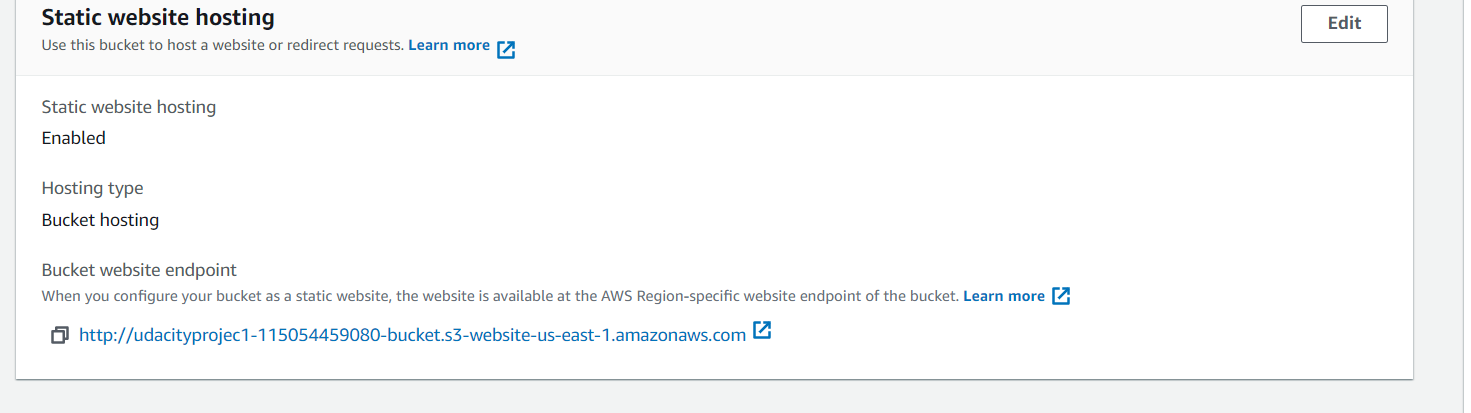 Static website hosting
Edit
Use this bucket to host a website or redirect requests. Learn more
Static website hosting
Enabled
Hosting type
Bucket hosting
Bucket website endpoint
When you configure your bucket as a static website, the website is available at the AWS Region-specific website endpoint of the bucket. Learn more
http://udacityprojec1-115054459080-bucket.s3-website-us-east-1.amazonaws.com